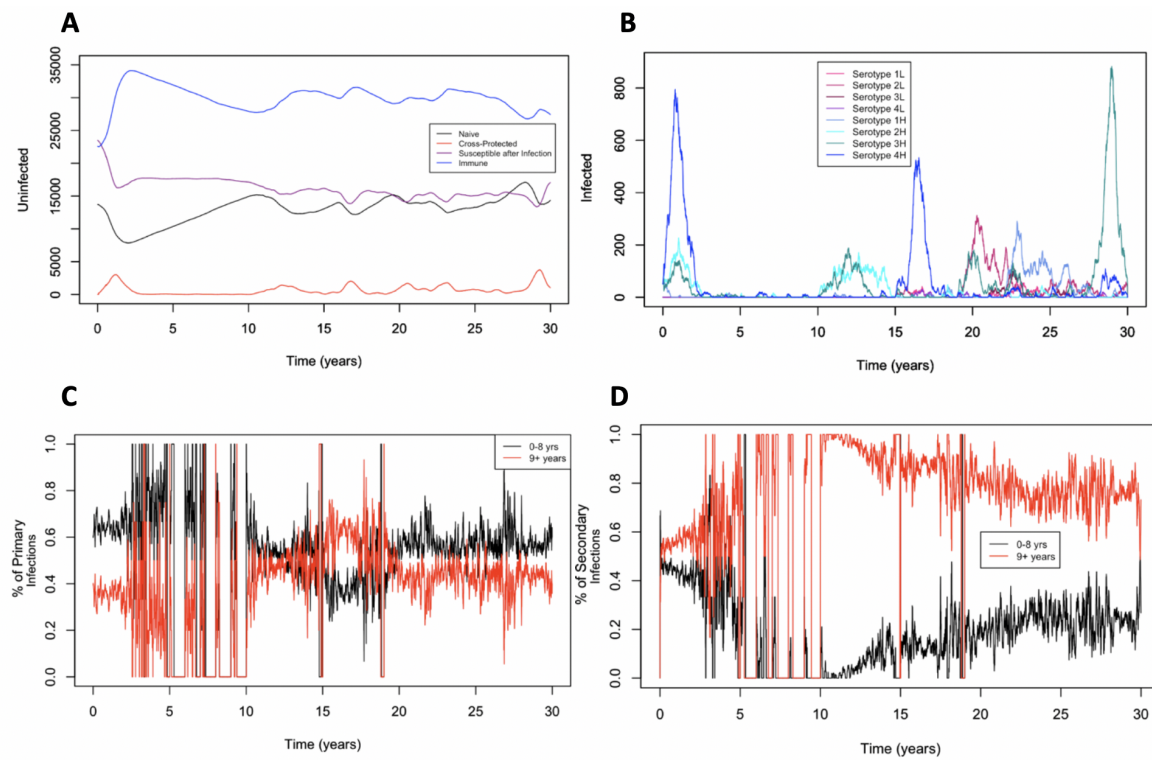 A
Uninfected
35000
25000
15000
5000
0
Naive
Cross-Protected
Susceptible after Infection
Immune
0 5 10 15 20 25 30
Time (years)
B
Infected
800
600
400
200
0
Serotype 1L
Serotype 2L
Serotype 3L
Serotype 4L
Serotype 1H
Serotype 2H
Serotype 3H
Serotype 4H
0 5 10 15 20 25 30
Time (years)
C
% of Primary
Infections
1.0
0.8
0.6
0.4
0.2
0.0
0-8 yrs
9+ years
0 5 10 15 20 25 30
Time (years)
D
% of Secondary
Infections
1.0
0.8
0.6
0.4
0.2
0.0
0-8 yrs
9+ years
0 5 10 15 20 25 30
Time (years)